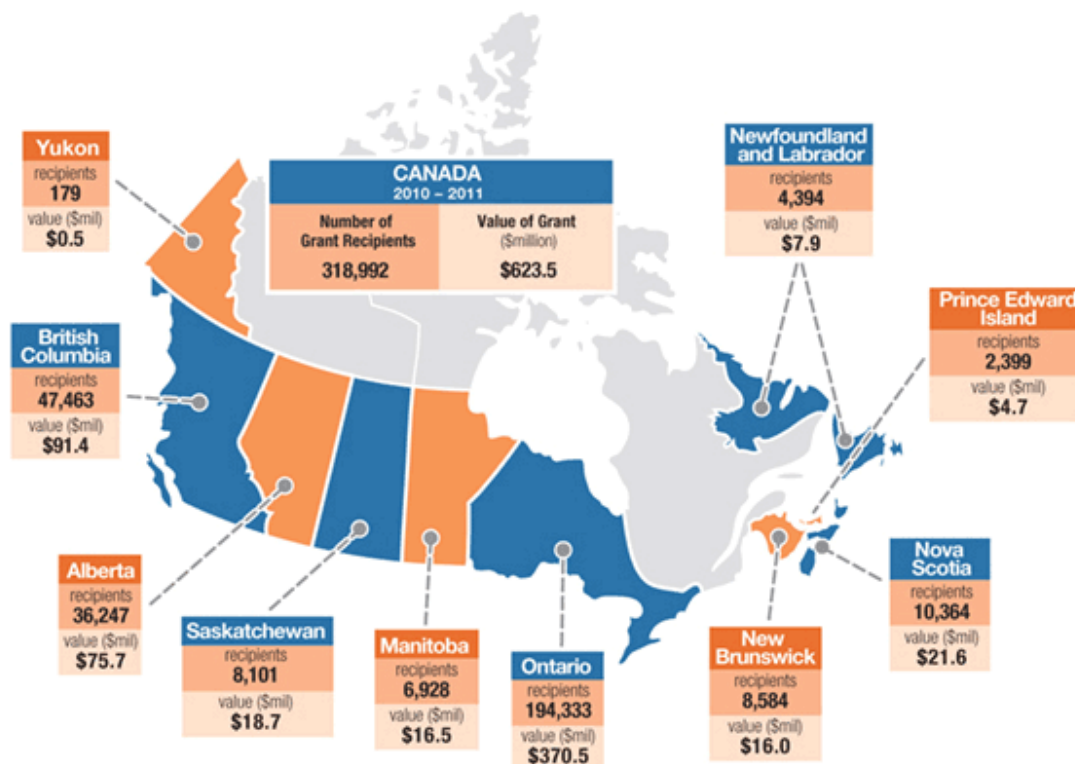 Yukon
recipients
179
value ($mil)
$0.5
CANADA
2010 – 2011
Number of
Grant Recipients
318,992
Value of Grant
($million)
$623.5
Newfoundland
and Labrador
recipients
4,394
value ($mil)
$7.9
Prince Edward
Island
recipients
2,399
value ($mil)
$4.7
British
Columbia
recipients
47,463
value ($mil)
$91.4
Alberta
recipients
36,247
value ($mil)
$75.7
Saskatchewan
recipients
8,101
value ($mil)
$18.7
Manitoba
recipients
6,928
value ($mil)
$16.5
Ontario
recipients
194,333
value ($mil)
$370.5
New
Brunswick
recipients
8,584
value ($mil)
$16.0
Nova
Scotia
recipients
10,364
value ($mil)
$21.6